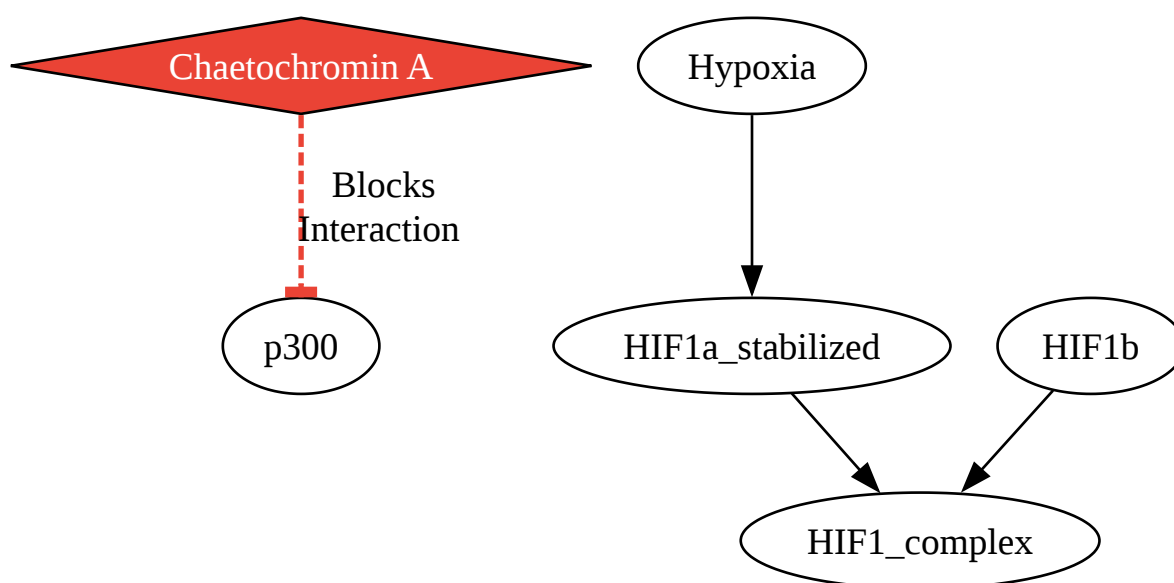 Chaetochromin A
Hypoxia
Blocks
Interaction
p300
HIF1a_stabilized
HIF1b
HIF1_complex